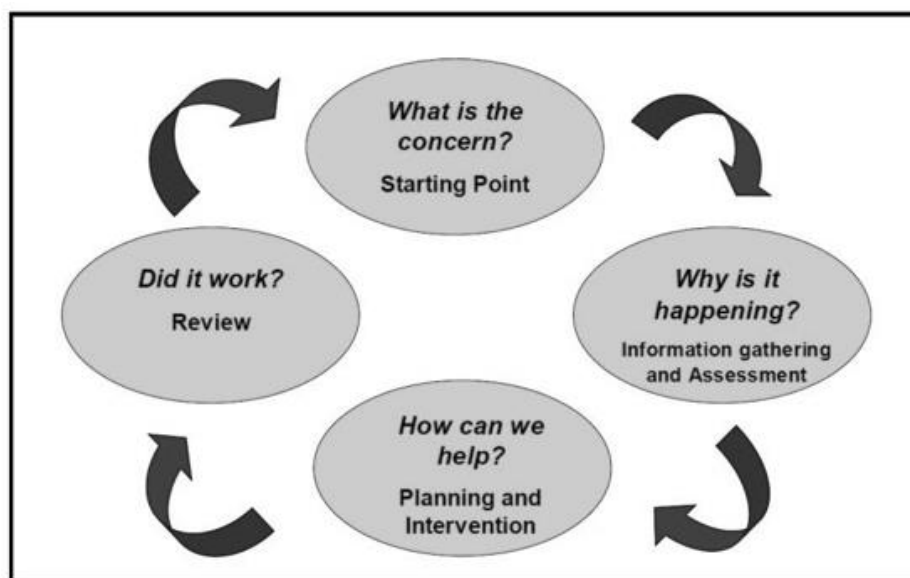 What is the
concern?
Starting Point
Why is it
happening?
Information gathering
and Assessment
How can we
help?
Planning and
Intervention
Did it work?
Review